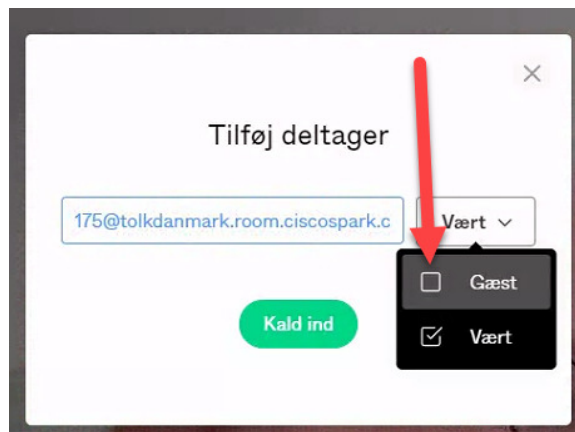 Tilføj deltager
175@tolkdanmark.room.ciscospark.c
Vært
Gæst
Kald ind
Vært